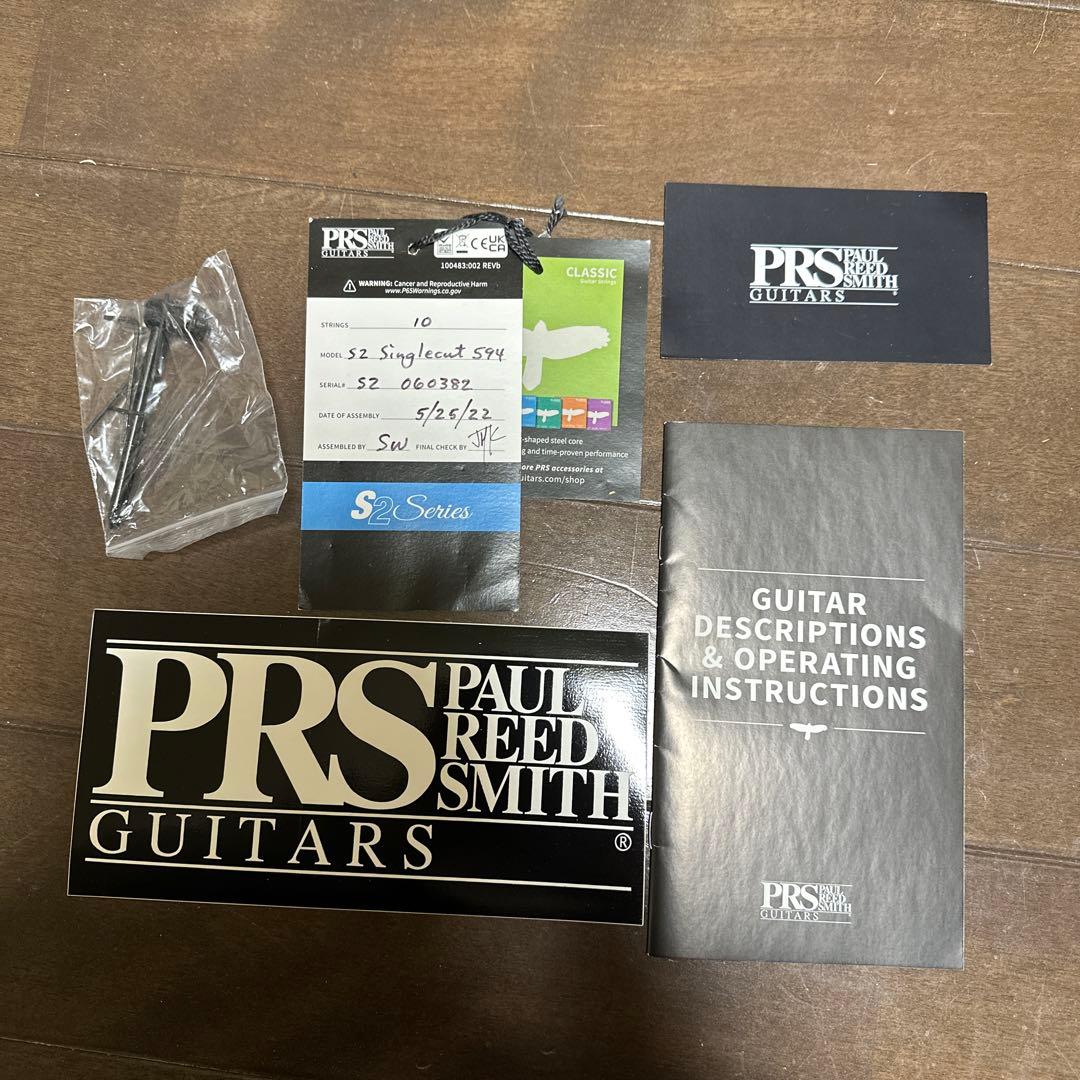 PRS PAUL REED SMITH
GUITARS
CE UKCA
100483:002 REVb
WARNING: Cancer and Reproductive Harm
www.P65Warnings.ca.gov
STRINGS 10
MODEL S2 Singlecut 594
SERIAL# S2 060382
DATE OF ASSEMBLY 5/25/22
ASSEMBLED BY SW FINAL CHECK BY JMK
S2 Series
CLASSIC
Guitar Strings
-shaped steel core
g and time-proven performance
ore PRS accessories at
uitars.com/shop
PRS PAUL REED SMITH
GUITARS
PRS PAUL REED SMITH
GUITARS ®
GUITAR
DESCRIPTIONS
& OPERATING
INSTRUCTIONS
PRS PAUL REED SMITH
GUITARS